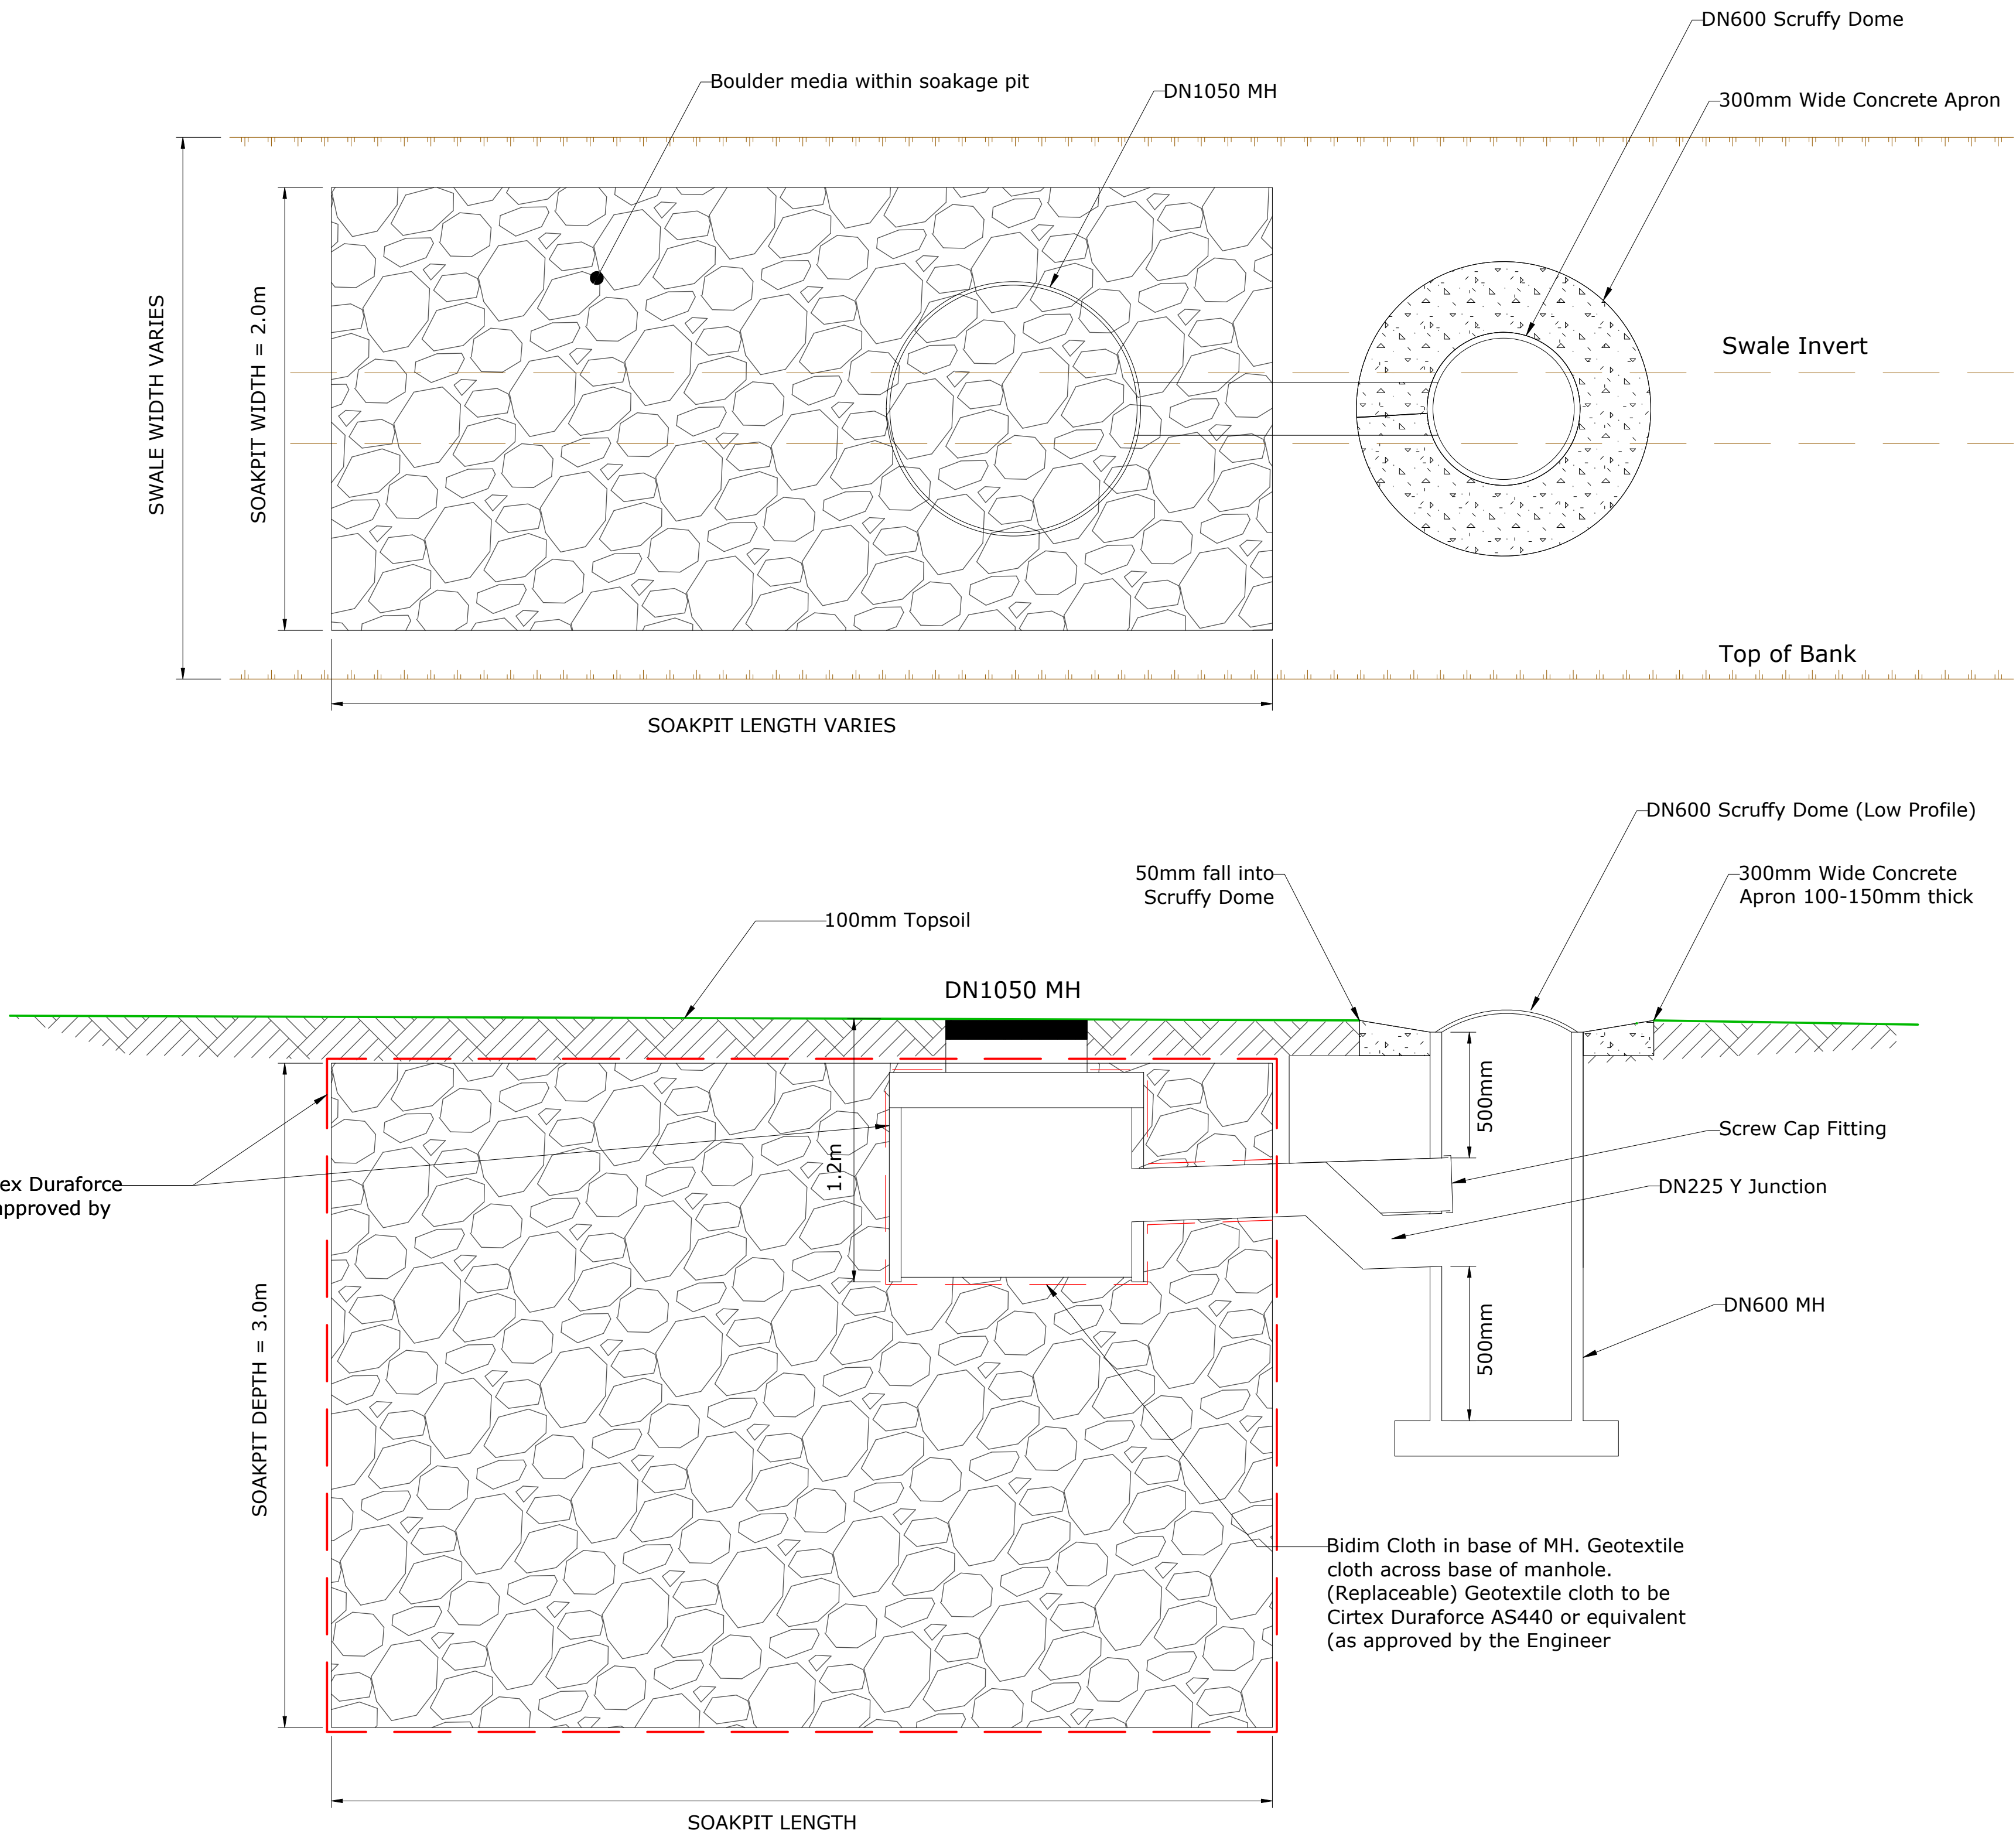 DN600 Scruffy Dome
Boulder media within soakage pit
DN1050 MH
300mm Wide Concrete Apron
SWALE WIDTH VARIES
SOAKPIT WIDTH = 2.0m
Swale Invert
Top of Bank
SOAKPIT LENGTH VARIES
DN600 Scruffy Dome (Low Profile)
50mm fall into
Scruffy Dome
300mm Wide Concrete
Apron 100-150mm thick
100mm Topsoil
DN1050 MH
500mm
Screw Cap Fitting
1.2m
ex Duraforce
approved by
DN225 Y Junction
DN600 MH
500mm
SOAKPIT DEPTH = 3.0m
Bidim Cloth in base of MH. Geotextile
cloth across base of manhole.
(Replaceable) Geotextile cloth to be
Cirtex Duraforce AS440 or equivalent
(as approved by the Engineer
SOAKPIT LENGTH